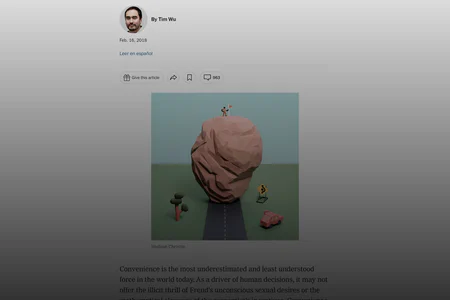 By Tim Wu
Feb. 16, 2018
Leer en español
Give this article
963
Convenience is the most underestimated and least understood
force in the world today. As a driver of human decisions, it may not
offer the illicit thrill of Freud's unconscious sexual desires or the